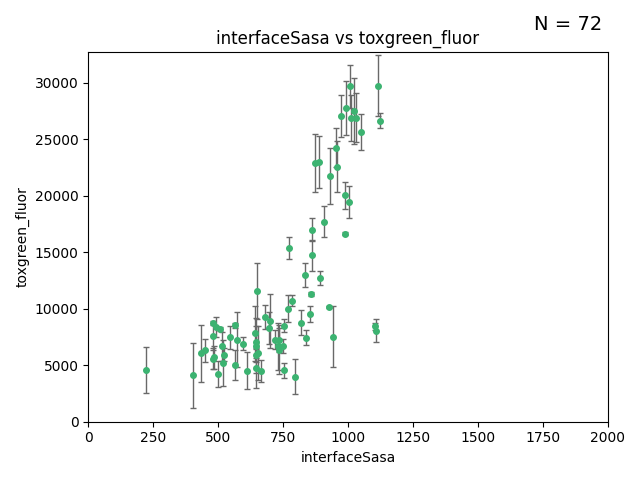 N = 72
interfaceSasa vs toxgreen_fluor
toxgreen_fluor
30000
25000
20000
15000
10000
5000
0
0 250 500 750 1000 1250 1500 1750 2000
interfaceSasa